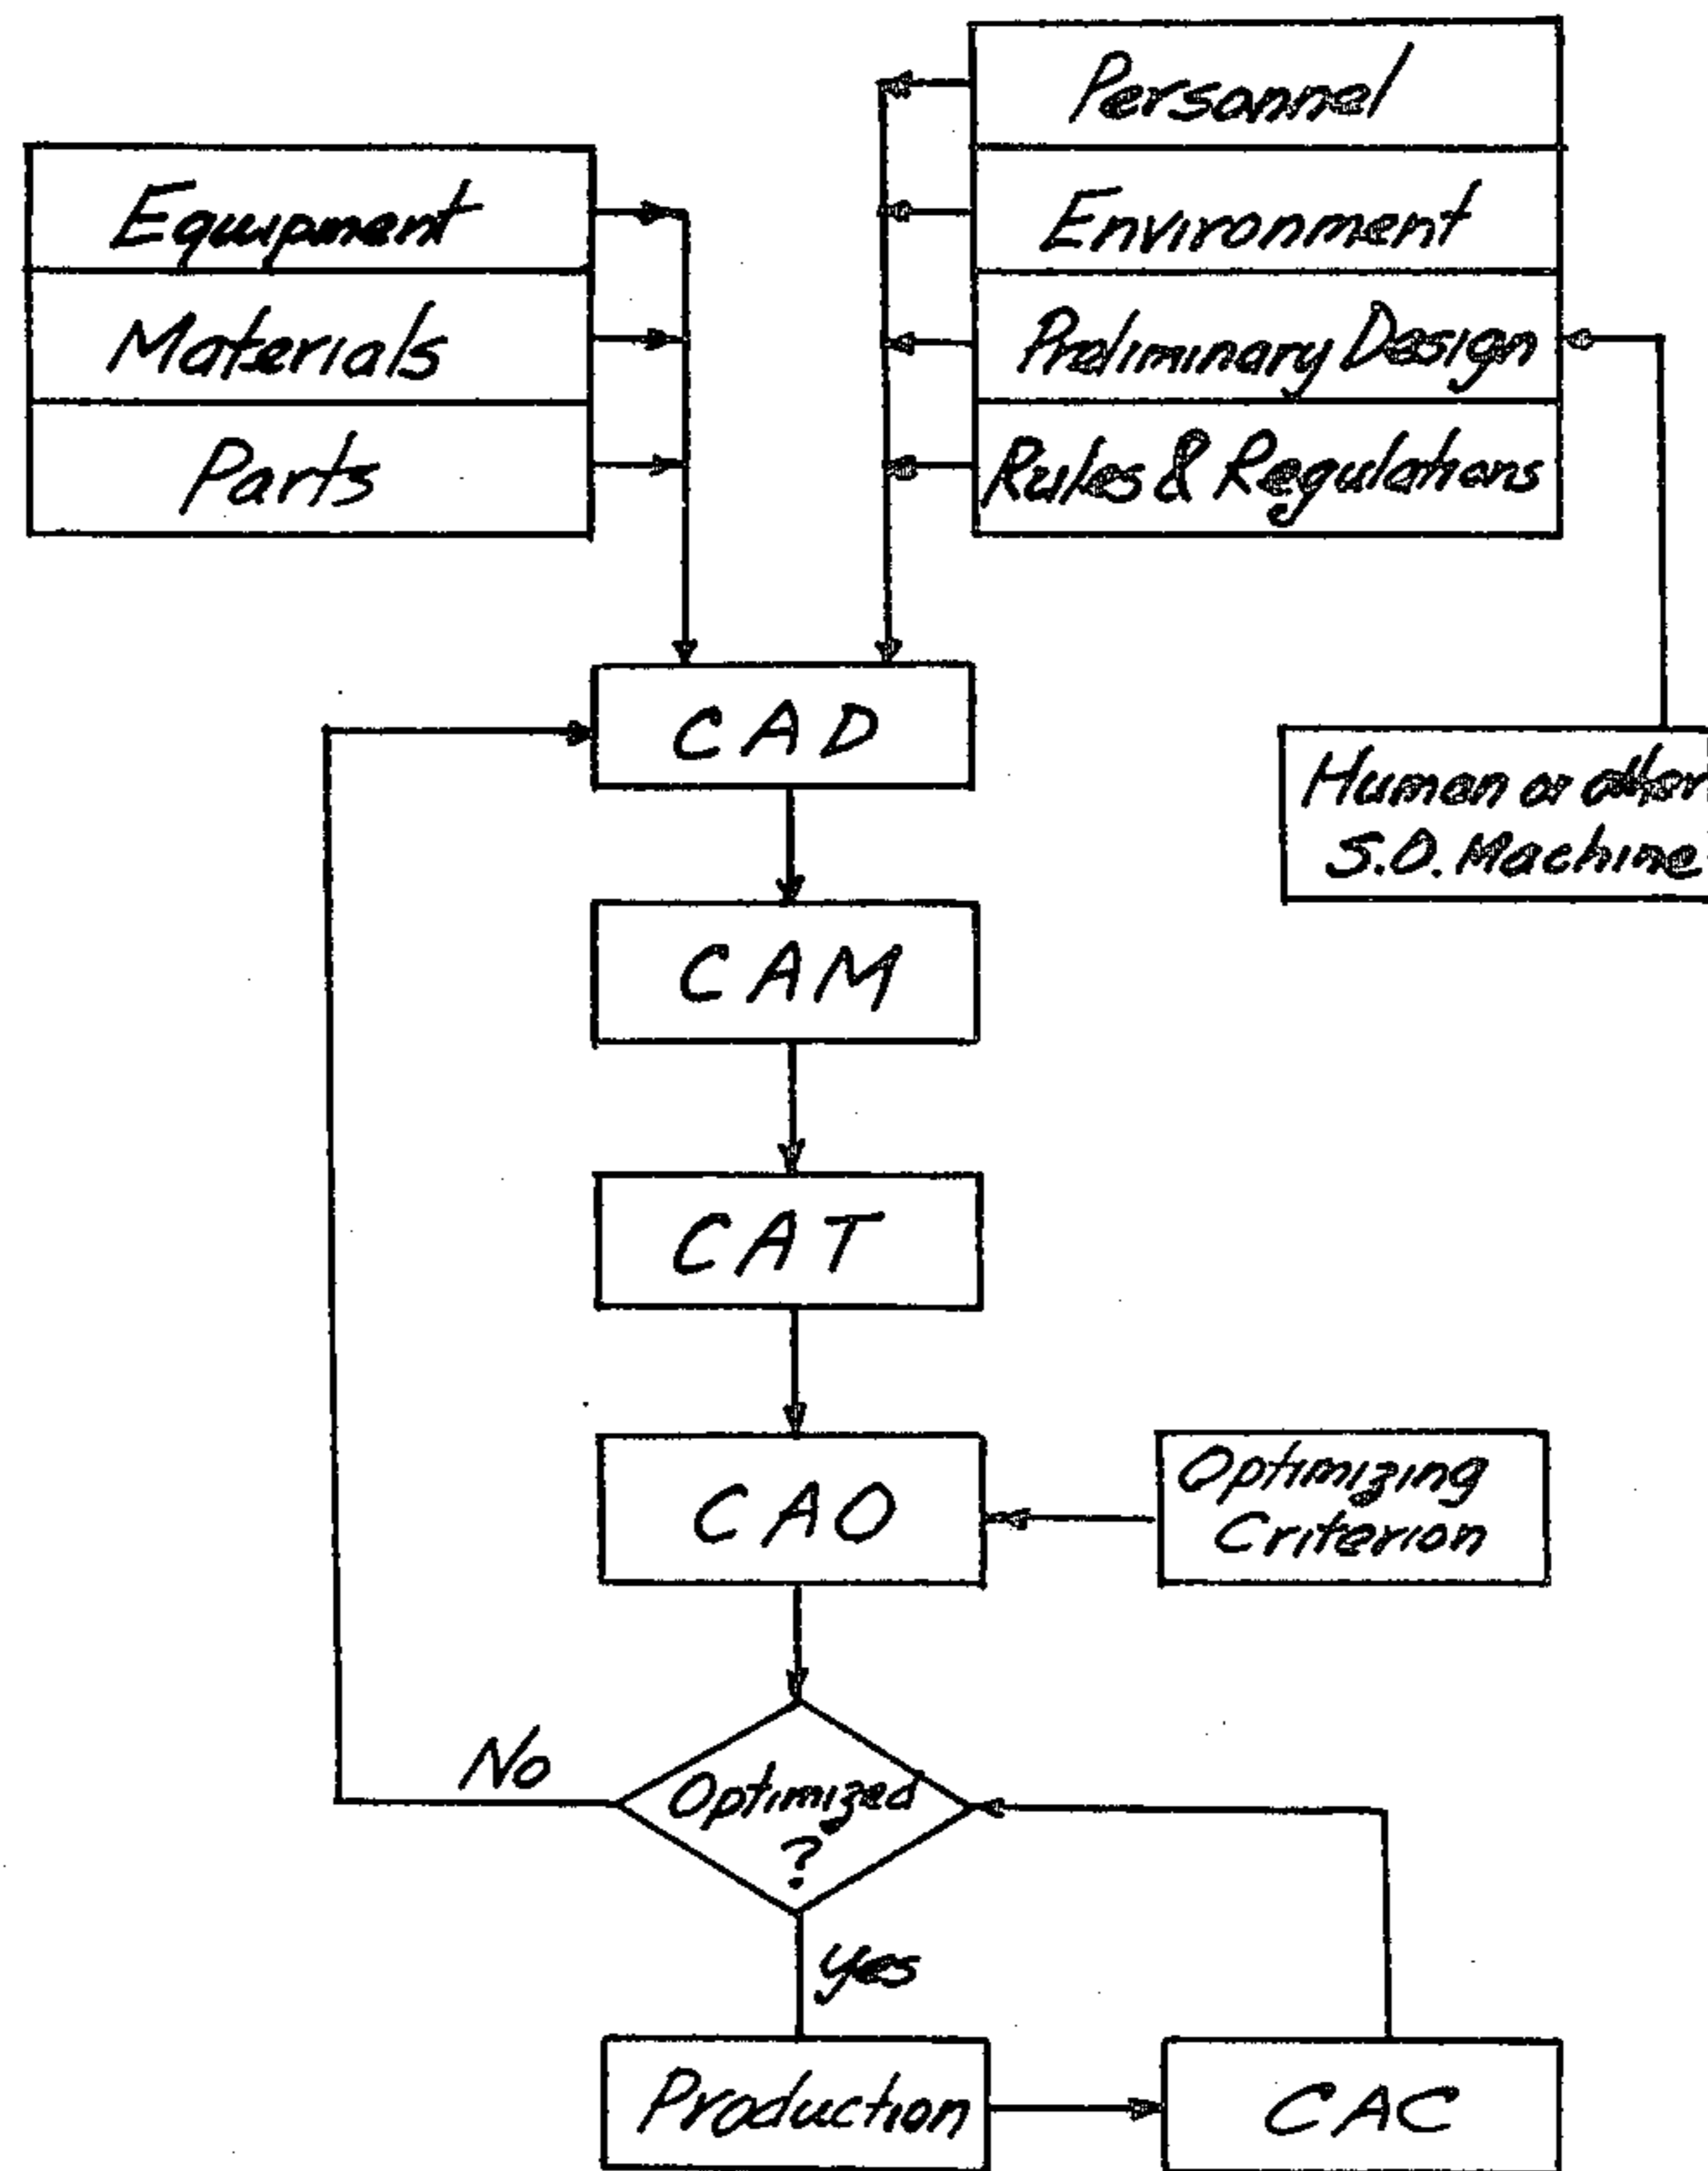 Personnel
Equipment
Environment
Materials
Preliminary Design
Parts
Rules & Regulations
CAD
Human or other
S.O. Machine
CAM
CAT
CAO
Optimizing
Criterion
No
Optimized
?
yes
Production
CAC